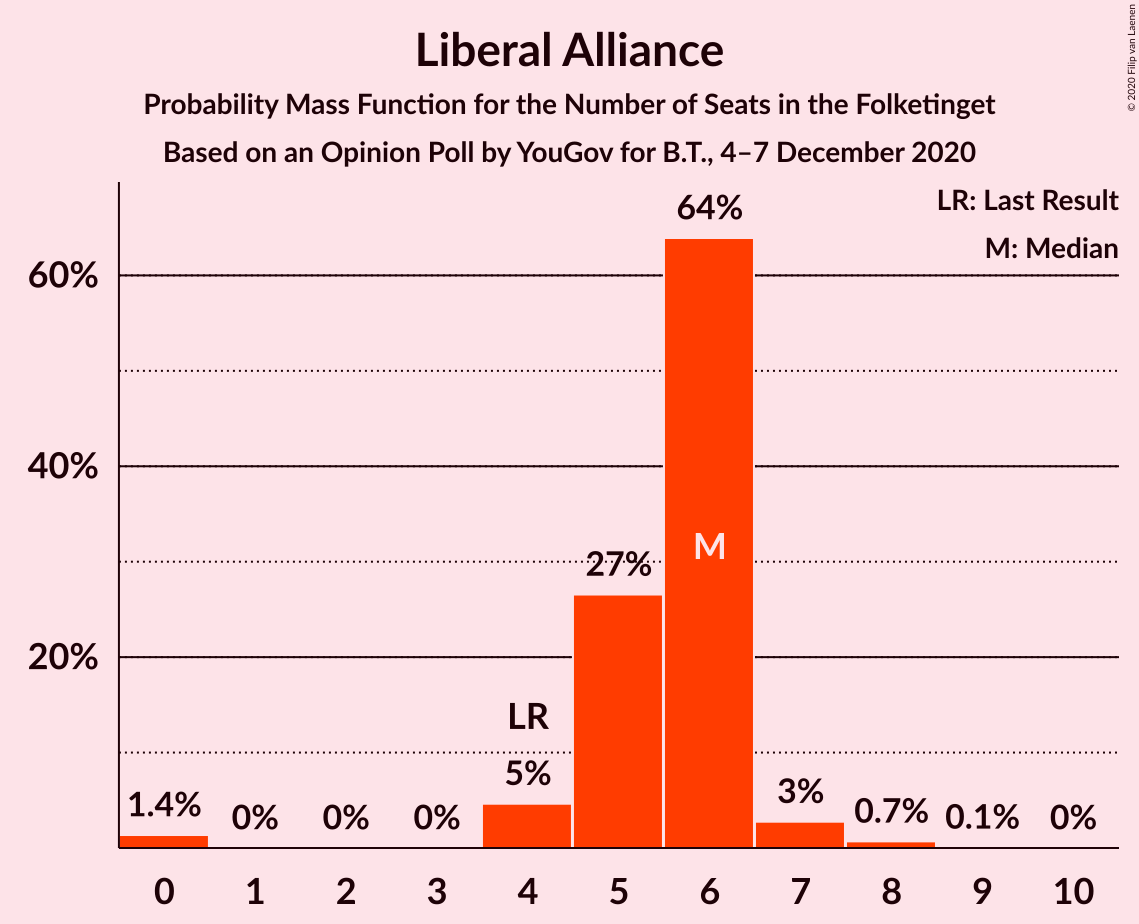 Liberal Alliance
Probability Mass Function for the Number of Seats in the Folketinget
Based on an Opinion Poll by YouGov for B.T., 4–7 December 2020
© 2020 Filip van Laenen
LR: Last Result
M: Median
64%
60%
40%
27%
M
20%
LR
5%
1.4%
0%
0%
0%
3%
0.7%
0.1%
0%
0 1 2 3 4 5 6 7 8 9 10